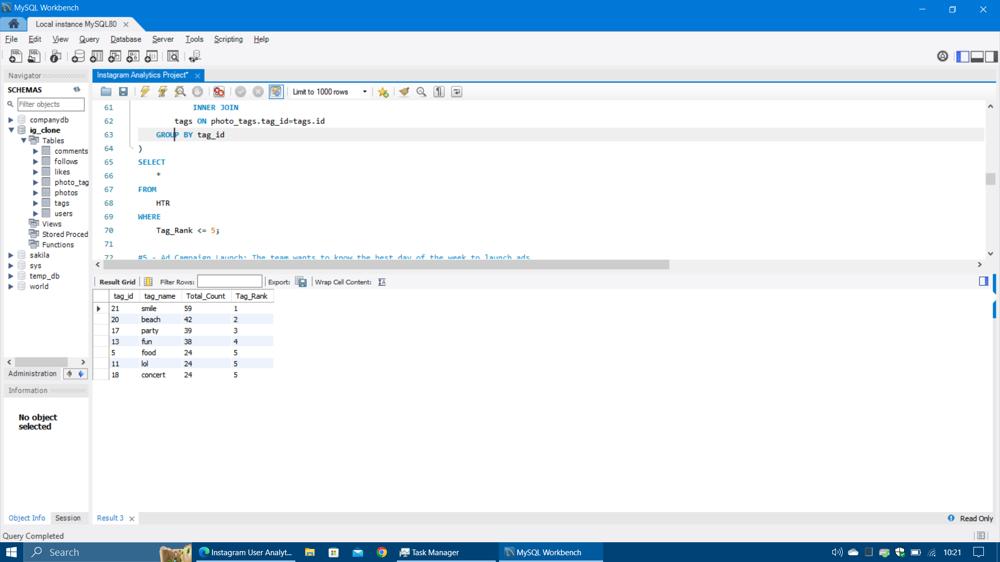 MySQL Workbench
Local instance MySQL80
File Edit View Query Database Server Tools Scripting Help
Navigator
SCHEMAS
Filter objects
companydb
ig_clone
Tables
comments
follows
likes
photo_tag
photos
tags
users
Views
Stored Proced
Functions
sakila
sys
temp_db
world
Administration
Information
No object
selected
Object Info Session
Instagram Analytics Project*
Limit to 1000 rows
61 INNER JOIN
62 tags ON photo_tags.tag_id=tags.id
63 GROUP BY tag_id
64 )
65 SELECT
66 *
67 FROM
68 HTR
69 WHERE
70 Tag_Rank <= 5;
71
72 #5 - Ad Campaign Launch: The team wants to know the best day of the week to launch ads
Result Grid Filter Rows: Export: Wrap Cell Content:
tag_id tag_name Total_Count Tag_Rank
21 smile 59 1
20 beach 42 2
17 party 39 3
13 fun 38 4
5 food 24 5
11 lol 24 5
18 concert 24 5
Result 3
Read Only
Query Completed
Search
Instagram User Analyt...
Task Manager
MySQL Workbench
10:21